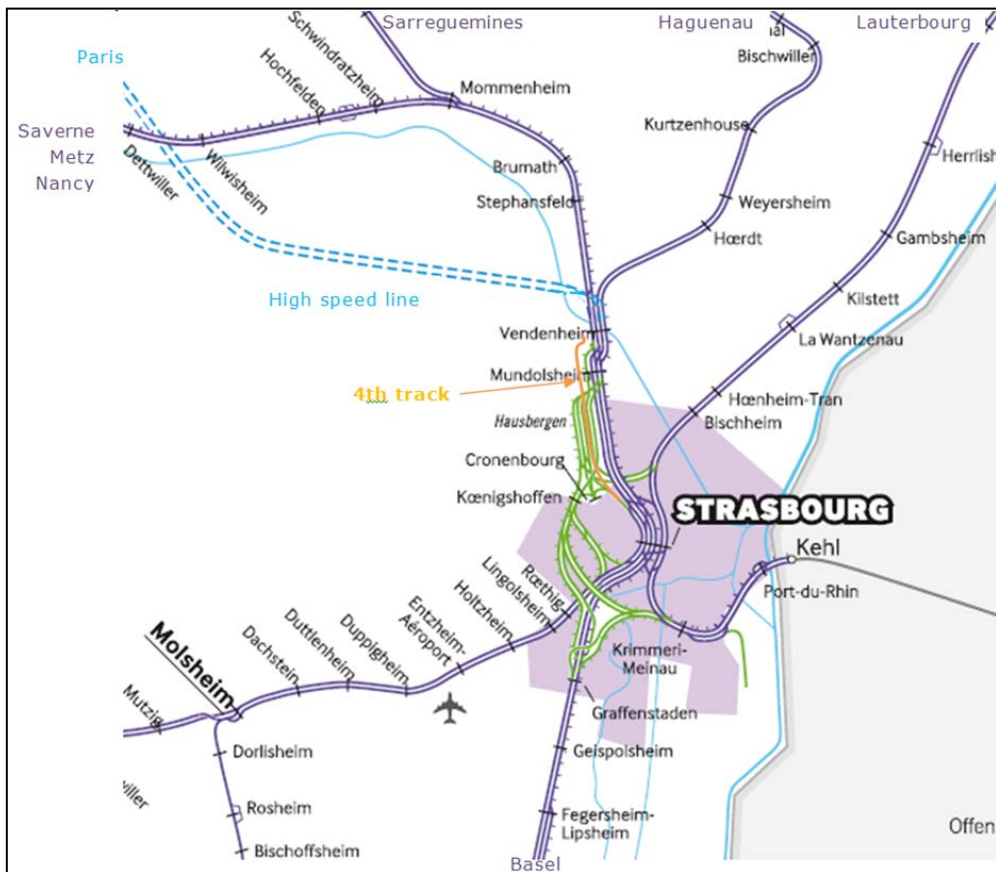 Sarreguemines
Haguenau
Lauterbourg
Paris
Schwindratzheim
Hochfelden
Mommenheim
Bischwiller
Kurtzenhouse
Saverne
Metz
Nancy
Dettwiller
Wilwisheim
Brumath
Stephansfeld
Weyersheim
Hœrdt
Herrlish
Gambsheim
Kilstett
La Wantzenau
High speed line
Vendenheim
Mundolsheim
4th track
Hausbergen
Hœnheim-Tran
Bischheim
Cronenbourg
Kœnigshoffen
STRASBOURG
Kehl
Port-du-Rhin
Rœthig
Lingolsheim
Holtzheim
Entzheim-
Aéroport
Duppigheim
Duttlenheim
Dachstein
Molsheim
Mutzig
Krimmeri-
Meinau
Graffenstaden
Geispolsheim
Dorlisheim
Rosheim
Bischoffsheim
Fegersheim-
Lipsheim
Offen
Basel